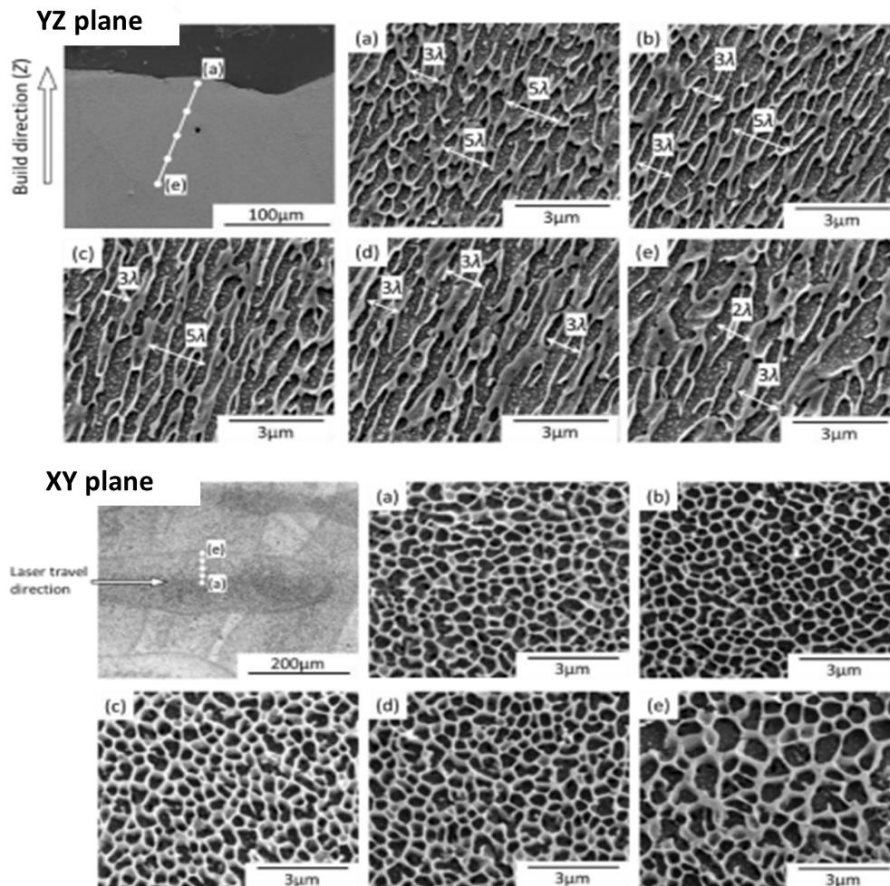 YZ plane
Build direction (Z)
(a)
(e)
100μm
(a)
3λ
5λ
5λ
3μm
(b)
3λ
5λ
3λ
3μm
(c)
3λ
5λ
3μm
(d)
3λ
3λ
3λ
3μm
(e)
2λ
3λ
3μm
XY plane
Laser travel
direction
(e)
(a)
200μm
(a)
3μm
(b)
3μm
(c)
3μm
(d)
3μm
(e)
3μm